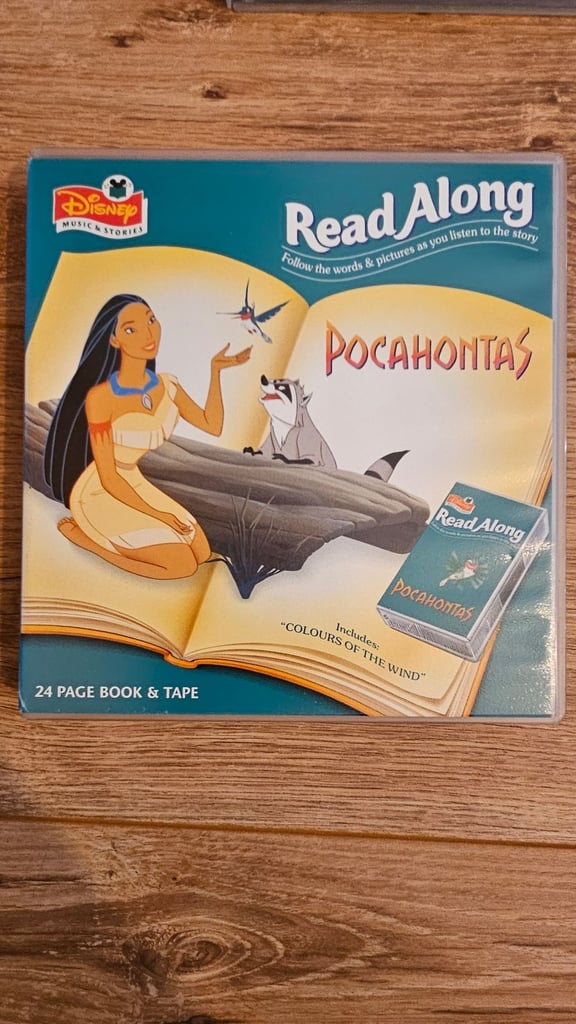 Disney
MUSIC & STORIES
Read Along
Follow the words & pictures as you listen to the story
POCAHONTAS
Read Along
POCAHONTAS
Includes:
"COLOURS OF THE WIND"
24 PAGE BOOK & TAPE